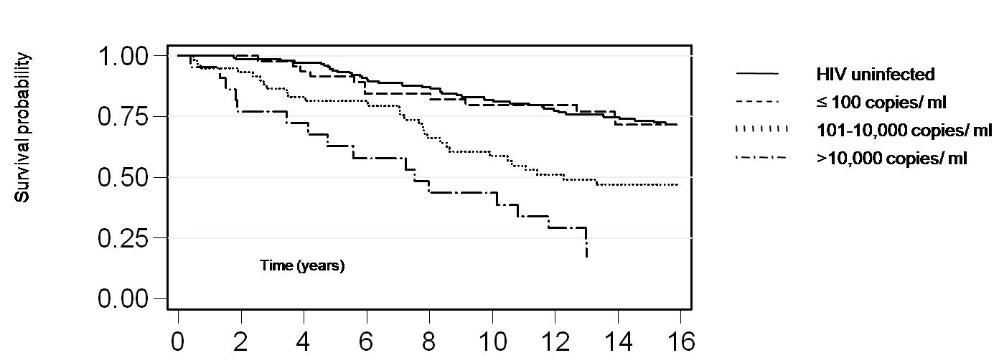 Survival probability
1.00
0.75
0.50
0.25
0.00
Time (years)
0 2 4 6 8 10 12 14 16
HIV uninfected
≤ 100 copies/ ml
101-10,000 copies/ ml
>10,000 copies/ ml